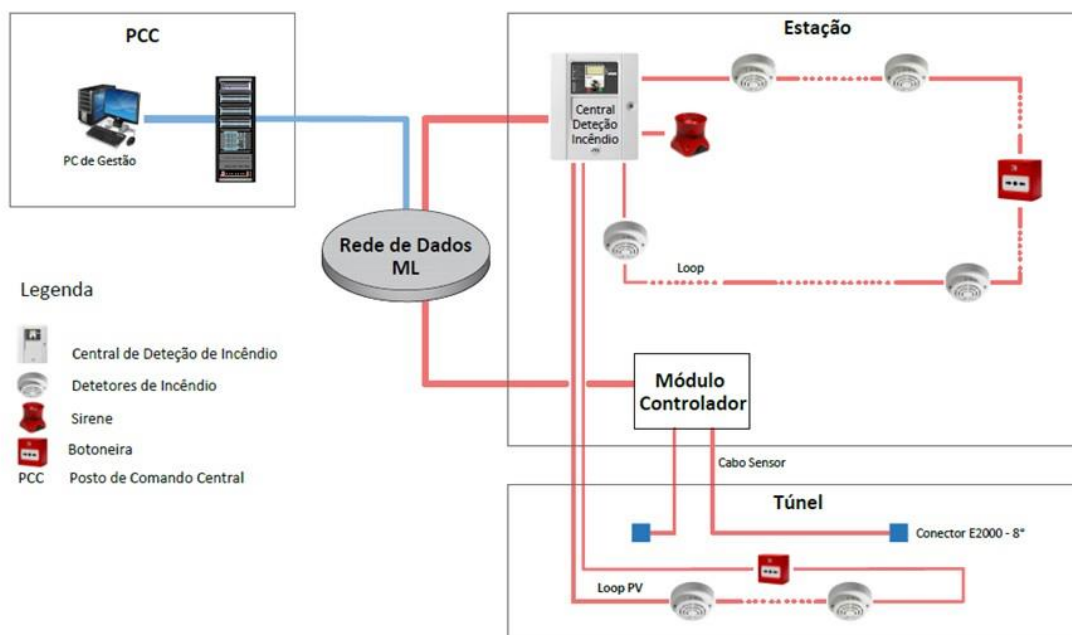 PCC
PC de Gestão
Estação
Central
Deteção
Incêndio
Loop
Rede de Dados
ML
Módulo
Controlador
Cabo Sensor
Túnel
Conector E2000 - 8°
Loop PV
Legenda
Central de Deteção de Incêndio
Detetores de Incêndio
Sirene
Botoneira
PCC Posto de Comando Central